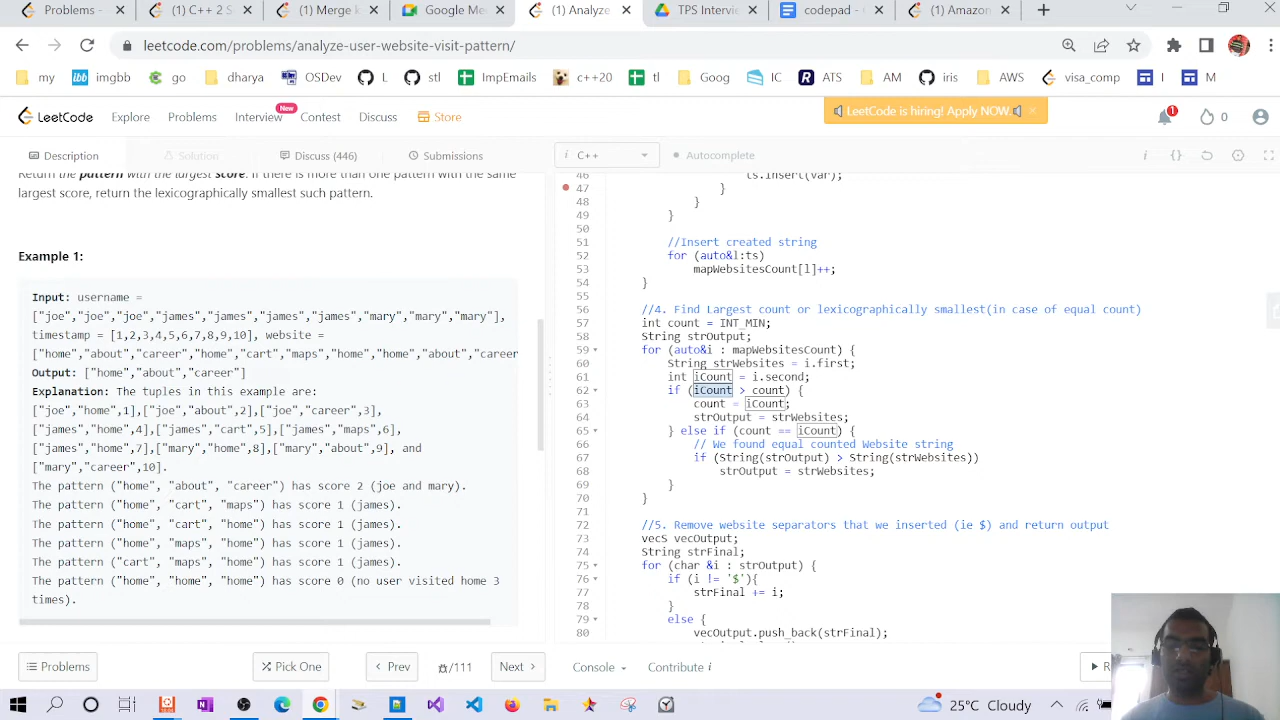 Problems -
(1) C++ 2 S
(1) Merge k
Google Me
(1) Analyze
TPS Intervie
codepad -
(1) Amazon
leetcode.com/problems/analyze-user-website-visit-pattern/
my
imgbb
go
dharya
OSDev
L
stl
ImpEmails
c++20
tl
Goog
IC
ATS
AM
iris
AWS
visa_comp
I
M
LeetCode
Explore
Problems
Interview
New
Contest
Discuss
Store
LeetCode is hiring! Apply NOW.
1
0
Description
Solution
Discuss (446)
Submissions
i C++
Autocomplete
Return the pattern with the largest score. If there is more than one pattern with the same
largest score, return the lexicographically smallest such pattern.
Example 1:
Input: username =
["joe","joe","joe","james","james","james","james","mary","mary","mary"],
timestamp = [1,2,3,4,5,6,7,8,9,10], website =
["home","about","career","home","cart","maps","home","home","about","career
Output: ["home","about","career"]
Explanation: The tuples in this example are:
["joe","home",1],["joe","about",2],["joe","career",3],
["james","home",4],["james","cart",5],["james","maps",6],
["james","home",7],["mary","home",8],["mary","about",9], and
["mary","career",10].
The pattern ("home", "about", "career") has score 2 (joe and mary).
The pattern ("home", "cart", "maps") has score 1 (james).
The pattern ("home", "cart", "home") has score 1 (james).
The pattern ("home", "maps", "home") has score 1 (james).
The pattern ("cart", "maps", "home") has score 1 (james).
The pattern ("home", "home", "home") has score 0 (no user visited home 3
times).
46 ts.insert(var);
47 }
48 }
49 }
50
51 //Insert created string
52 for (auto&l:ts)
53 mapWebsitesCount[l]++;
54 }
55
56 //4. Find Largest count or lexicographically smallest(in case of equal count)
57 int count = INT_MIN;
58 String strOutput;
59 for (auto&i : mapWebsitesCount) {
60 String strWebsites = i.first;
61 int iCount = i.second;
62 if (iCount > count) {
63 count = iCount;
64 strOutput = strWebsites;
65 } else if (count == iCount) {
66 // We found equal counted Website string
67 if (String(strOutput) > String(strWebsites))
68 strOutput = strWebsites;
69 }
70 }
71
72 //5. Remove website separators that we inserted (ie $) and return output
73 vecS vecOutput;
74 String strFinal;
75 for (char &i : strOutput) {
76 if (i != '$'){
77 strFinal += i;
78 }
79 else {
80 vecOutput.push_back(strFinal);
Problems
Pick One
Prev
/111
Next
Console
Contribute i
R
25°C Cloudy